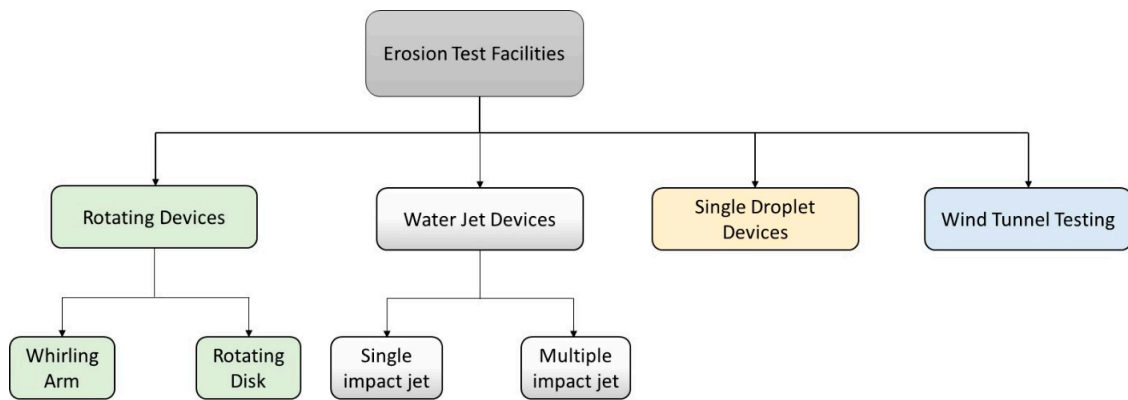 Erosion Test Facilities
Rotating Devices
Water Jet Devices
Single Droplet
Devices
Wind Tunnel Testing
Whirling
Arm
Rotating
Disk
Single
impact jet
Multiple
impact jet